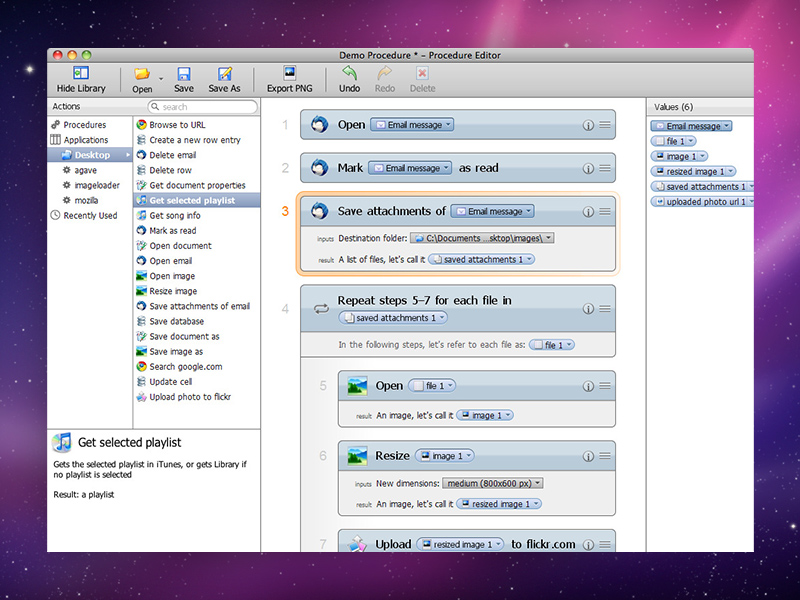 Demo Procedure * – Procedure Editor
Hide Library
Open
Save
Save As
Export PNG
Undo
Redo
Delete
Actions
search
Procedures
Applications
Desktop
agave
imageloader
mozilla
Recently Used
Browse to URL
Create a new row entry
Delete email
Delete row
Get document properties
Get selected playlist
Get song info
Mark as read
Open document
Open email
Open image
Resize image
Save attachments of email
Save database
Save document as
Save image as
Search google.com
Update cell
Upload photo to flickr
Get selected playlist
Gets the selected playlist in iTunes, or gets Library if
no playlist is selected
Result: a playlist
1 Open Email message
2 Mark Email message as read
3 Save attachments of Email message
inputs Destination folder: C:\Documents ...sktop\images\
result A list of files, let's call it saved attachments 1
4 Repeat steps 5–7 for each file in
saved attachments 1
In the following steps, let's refer to each file as: file 1
5 Open file 1
result An image, let's call it image 1
6 Resize image 1
inputs New dimensions: medium (800x600 px)
result An image, let's call it resized image 1
7 Upload resized image 1 to flickr.com
Values (6)
Email message
file 1
image 1
resized image 1
saved attachments 1
uploaded photo url 1